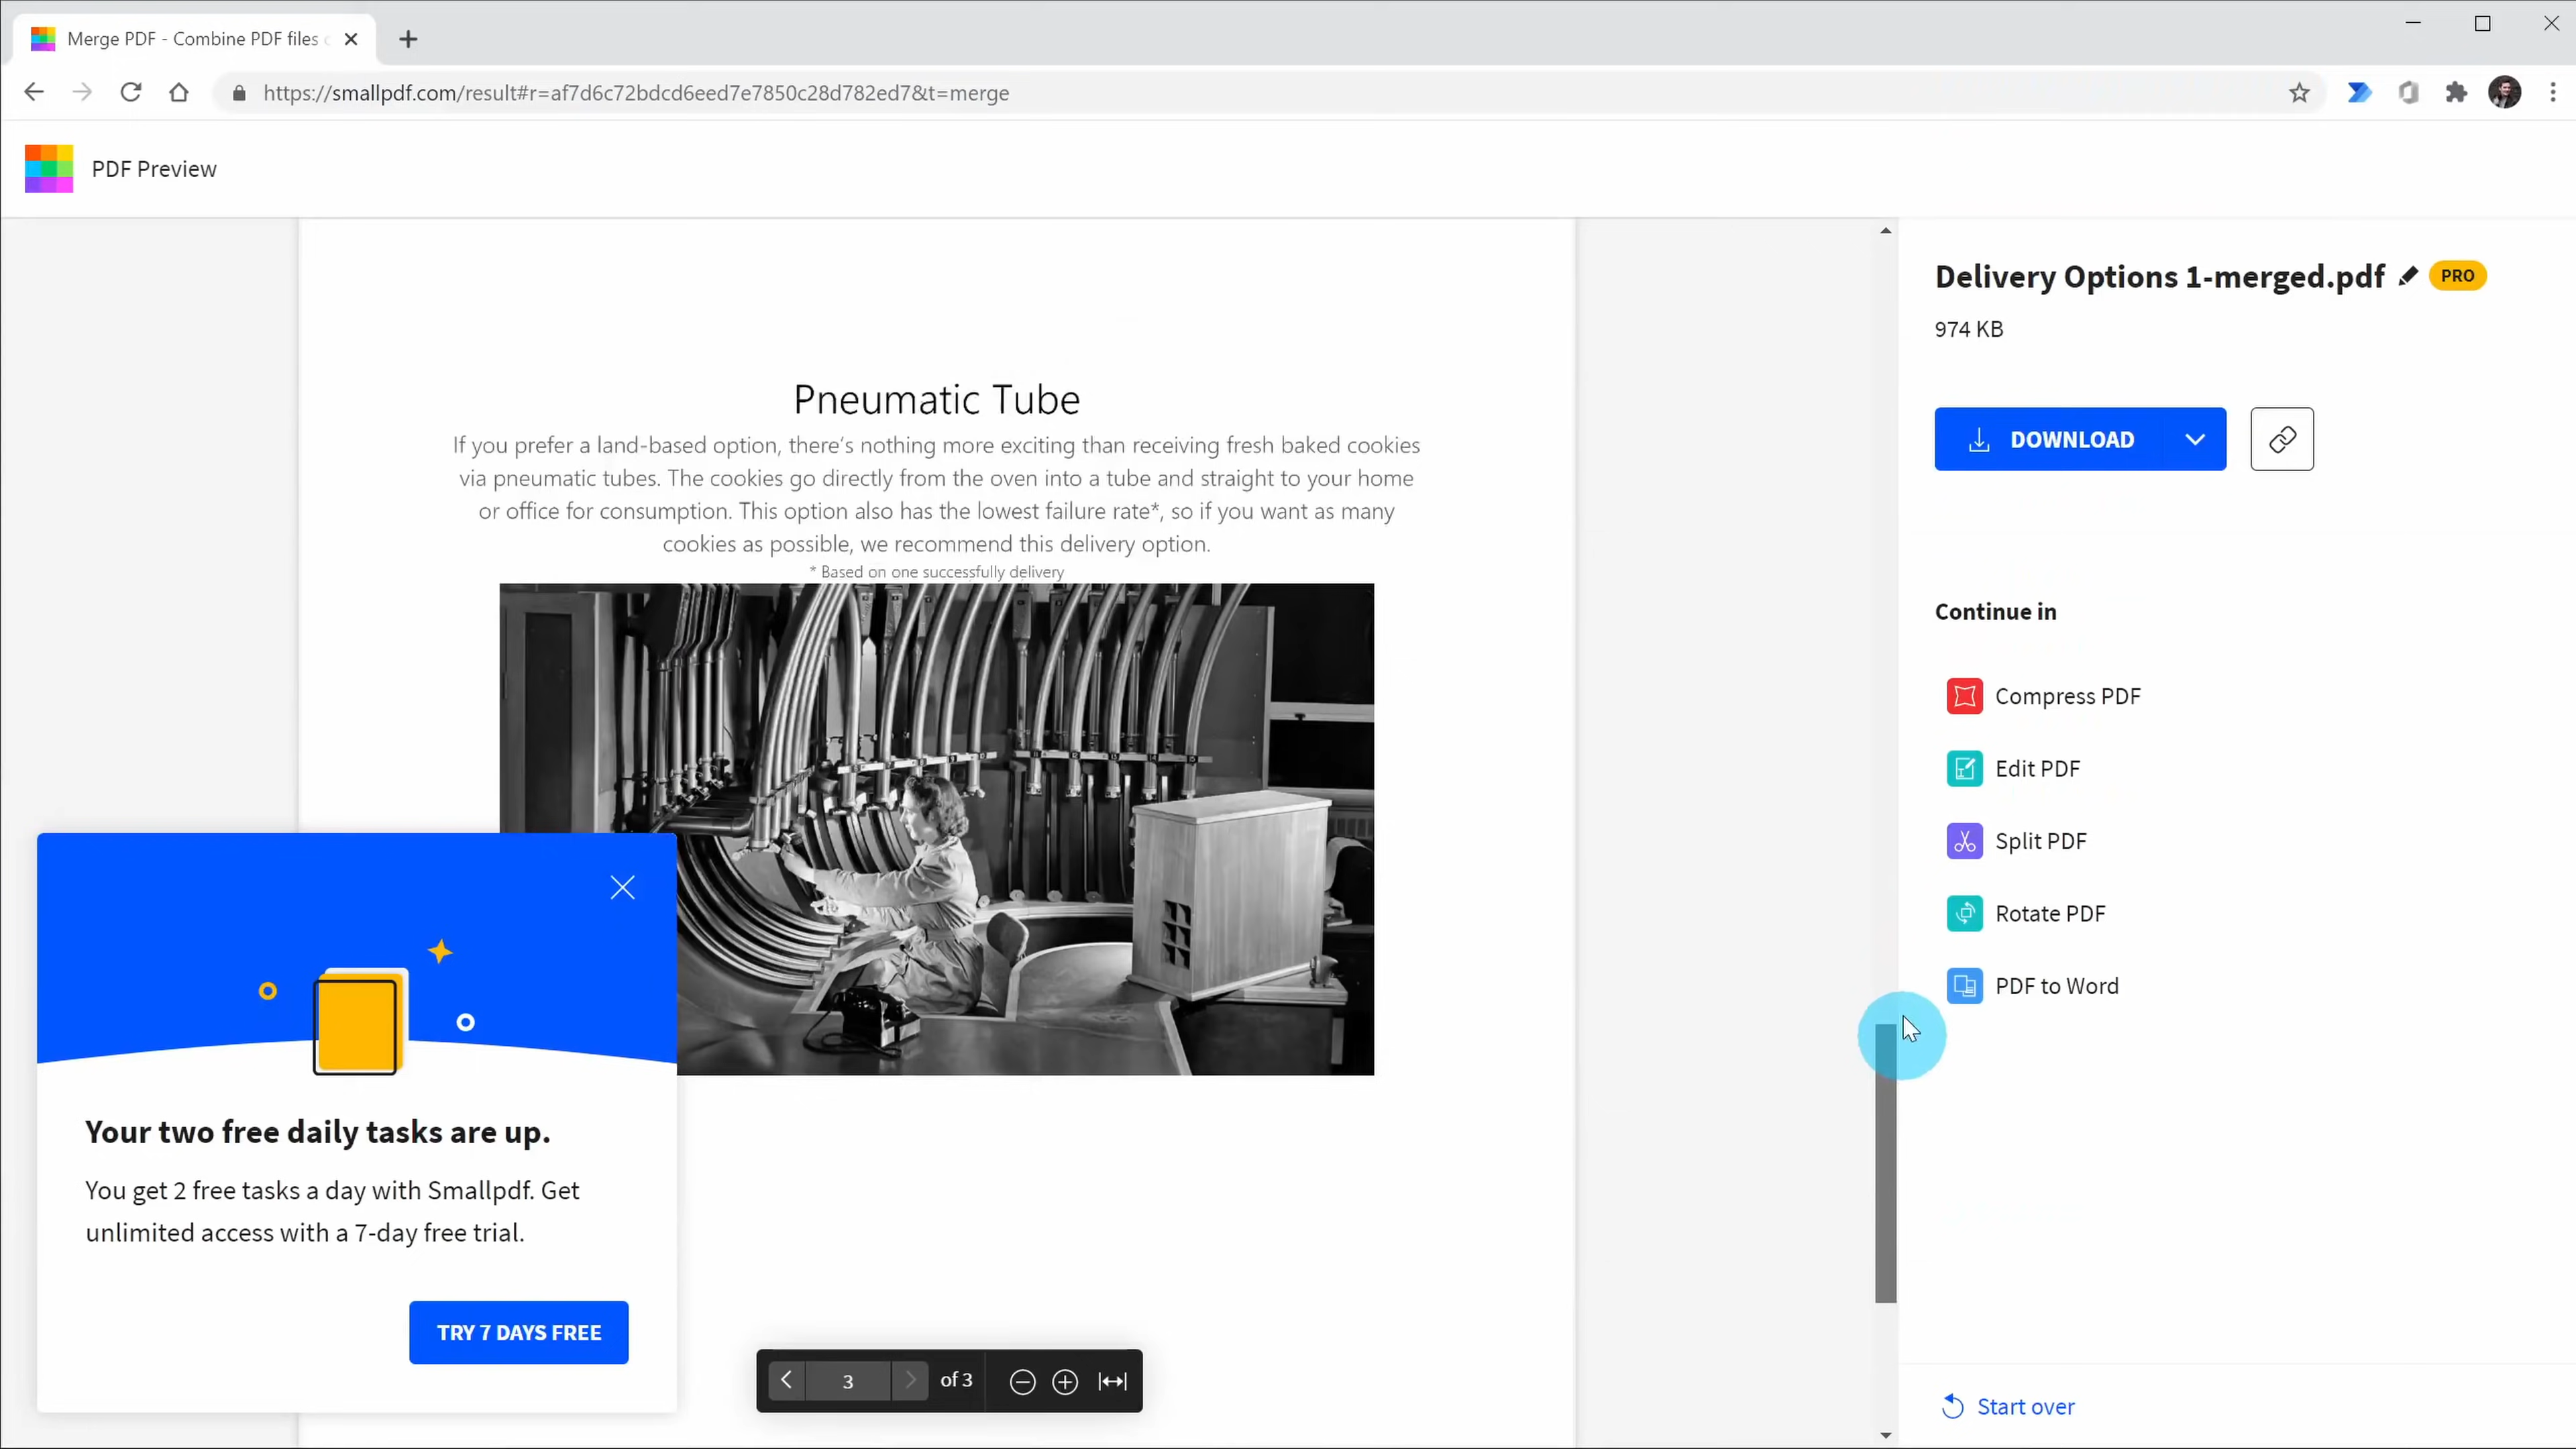 Merge PDF - Combine PDF files
https://smallpdf.com/result#r=af7d6c72bdcd6eed7e7850c28d782ed7&t=merge
PDF Preview
Pneumatic Tube
If you prefer a land-based option, there's nothing more exciting than receiving fresh baked cookies
via pneumatic tubes. The cookies go directly from the oven into a tube and straight to your home
or office for consumption. This option also has the lowest failure rate*, so if you want as many
cookies as possible, we recommend this delivery option.
* Based on one successfully delivery
Your two free daily tasks are up.
You get 2 free tasks a day with Smallpdf. Get
unlimited access with a 7-day free trial.
TRY 7 DAYS FREE
3 of 3
Delivery Options 1-merged.pdf PRO
974 KB
DOWNLOAD
Continue in
Compress PDF
Edit PDF
Split PDF
Rotate PDF
PDF to Word
Start over